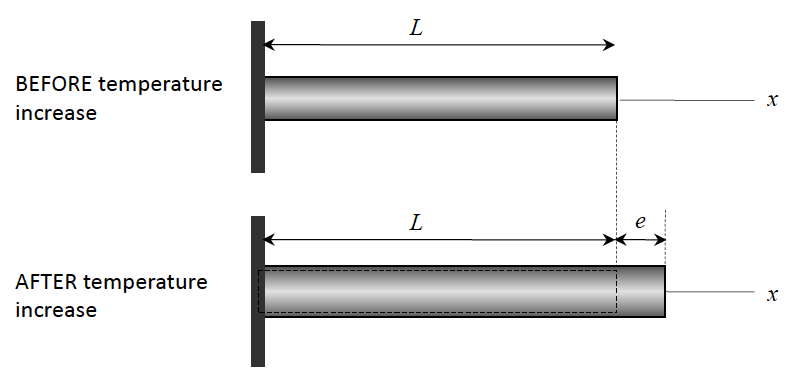 L
BEFORE temperature
increase
x
L
e
AFTER temperature
increase
x